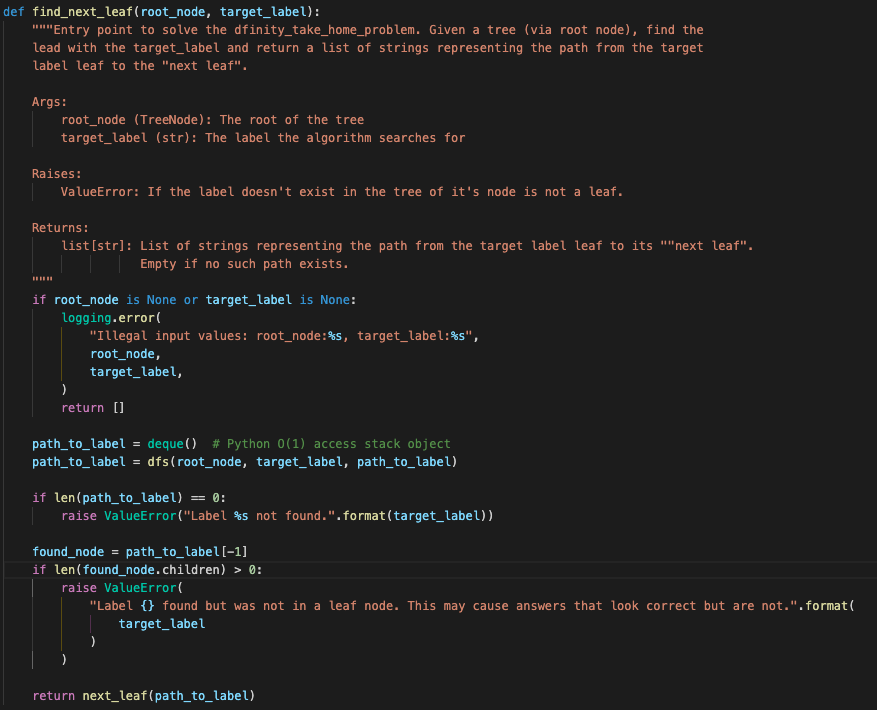 def find_next_leaf(root_node, target_label):
    """Entry point to solve the dfinity_take_home_problem. Given a tree (via root node), find the
    lead with the target_label and return a list of strings representing the path from the target
    label leaf to the "next leaf".

    Args:
        root_node (TreeNode): The root of the tree
        target_label (str): The label the algorithm searches for

    Raises:
        ValueError: If the label doesn't exist in the tree of it's node is not a leaf.

    Returns:
        list[str]: List of strings representing the path from the target label leaf to its ""next leaf".
                   Empty if no such path exists.
    """
    if root_node is None or target_label is None:
        logging.error(
            "Illegal input values: root_node:%s, target_label:%s",
            root_node,
            target_label,
        )
        return []

    path_to_label = deque()  # Python O(1) access stack object
    path_to_label = dfs(root_node, target_label, path_to_label)

    if len(path_to_label) == 0:
        raise ValueError("Label %s not found.".format(target_label))

    found_node = path_to_label[-1]
    if len(found_node.children) > 0:
        raise ValueError(
            "Label {} found but was not in a leaf node. This may cause answers that look correct but are not.".format(
                target_label
            )
        )

    return next_leaf(path_to_label)